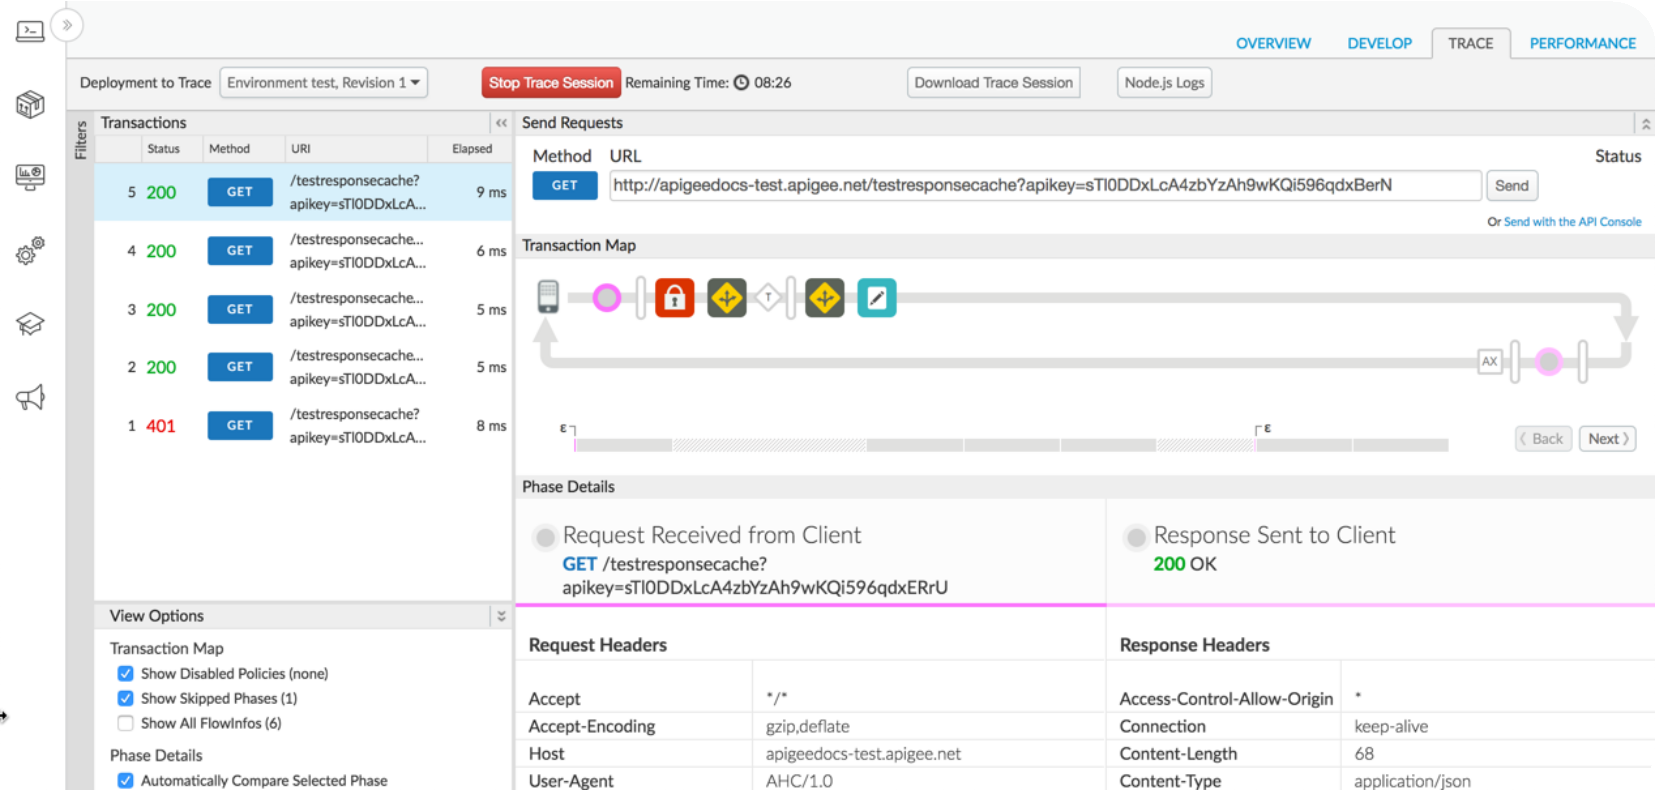 OVERVIEW DEVELOP TRACE PERFORMANCE
Deployment to Trace Environment test, Revision 1 Stop Trace Session Remaining Time: 08:26 Download Trace Session Node.js Logs
Filters
Transactions
Status Method URI Elapsed
5 200 GET /testresponsecache? 9 ms
apikey=sTl0DDxLcA...
4 200 GET /testresponsecache... 6 ms
apikey=sTl0DDxLcA...
3 200 GET /testresponsecache... 5 ms
apikey=sTl0DDxLcA...
2 200 GET /testresponsecache... 5 ms
apikey=sTl0DDxLcA...
1 401 GET /testresponsecache? 8 ms
apikey=sTl0DDxLcA...
View Options
Transaction Map
Show Disabled Policies (none)
Show Skipped Phases (1)
Show All FlowInfos (6)
Phase Details
Automatically Compare Selected Phase
Send Requests
Method URL Status
GET http://apigeedocs-test.apigee.net/testresponsecache?apikey=sTl0DDxLcA4zbYzAh9wKQi596qdxBerN Send
Or Send with the API Console
Transaction Map
T
AX
ε ε
Back Next
Phase Details
Request Received from Client
GET /testresponsecache?
apikey=sTl0DDxLcA4zbYzAh9wKQi596qdxERrU
Response Sent to Client
200 OK
Request Headers
Accept */*
Accept-Encoding gzip,deflate
Host apigeedocs-test.apigee.net
User-Agent AHC/1.0
Response Headers
Access-Control-Allow-Origin *
Connection keep-alive
Content-Length 68
Content-Type application/json